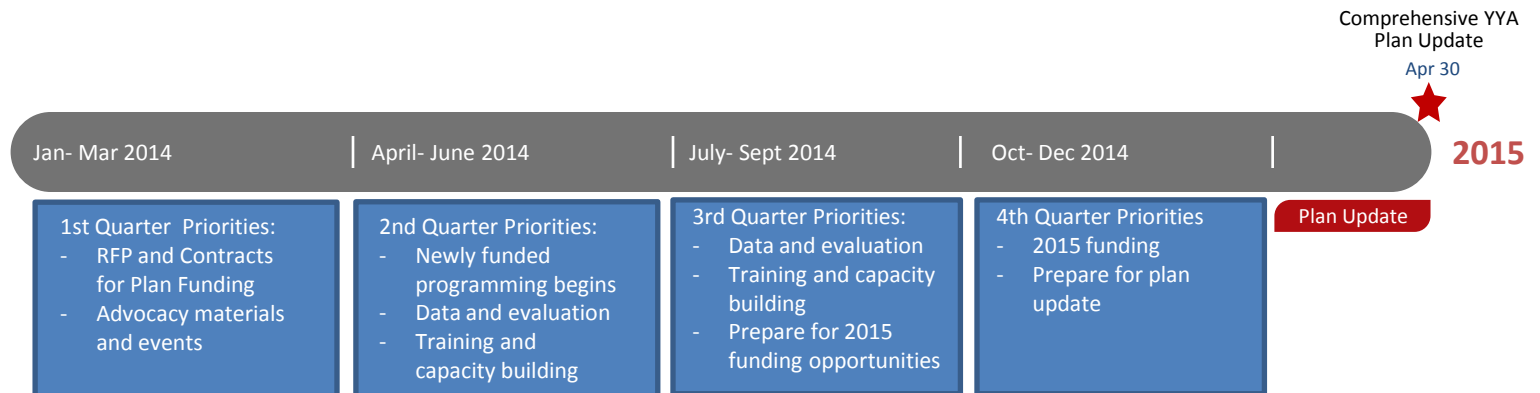 Comprehensive YYA
Plan Update
Apr 30
Jan- Mar 2014
April- June 2014
July- Sept 2014
Oct- Dec 2014
2015
1st Quarter Priorities:
- RFP and Contracts
for Plan Funding
- Advocacy materials
and events
2nd Quarter Priorities:
- Newly funded
programming begins
- Data and evaluation
- Training and
capacity building
3rd Quarter Priorities:
- Data and evaluation
- Training and capacity
building
- Prepare for 2015
funding opportunities
4th Quarter Priorities
- 2015 funding
- Prepare for plan
update
Plan Update